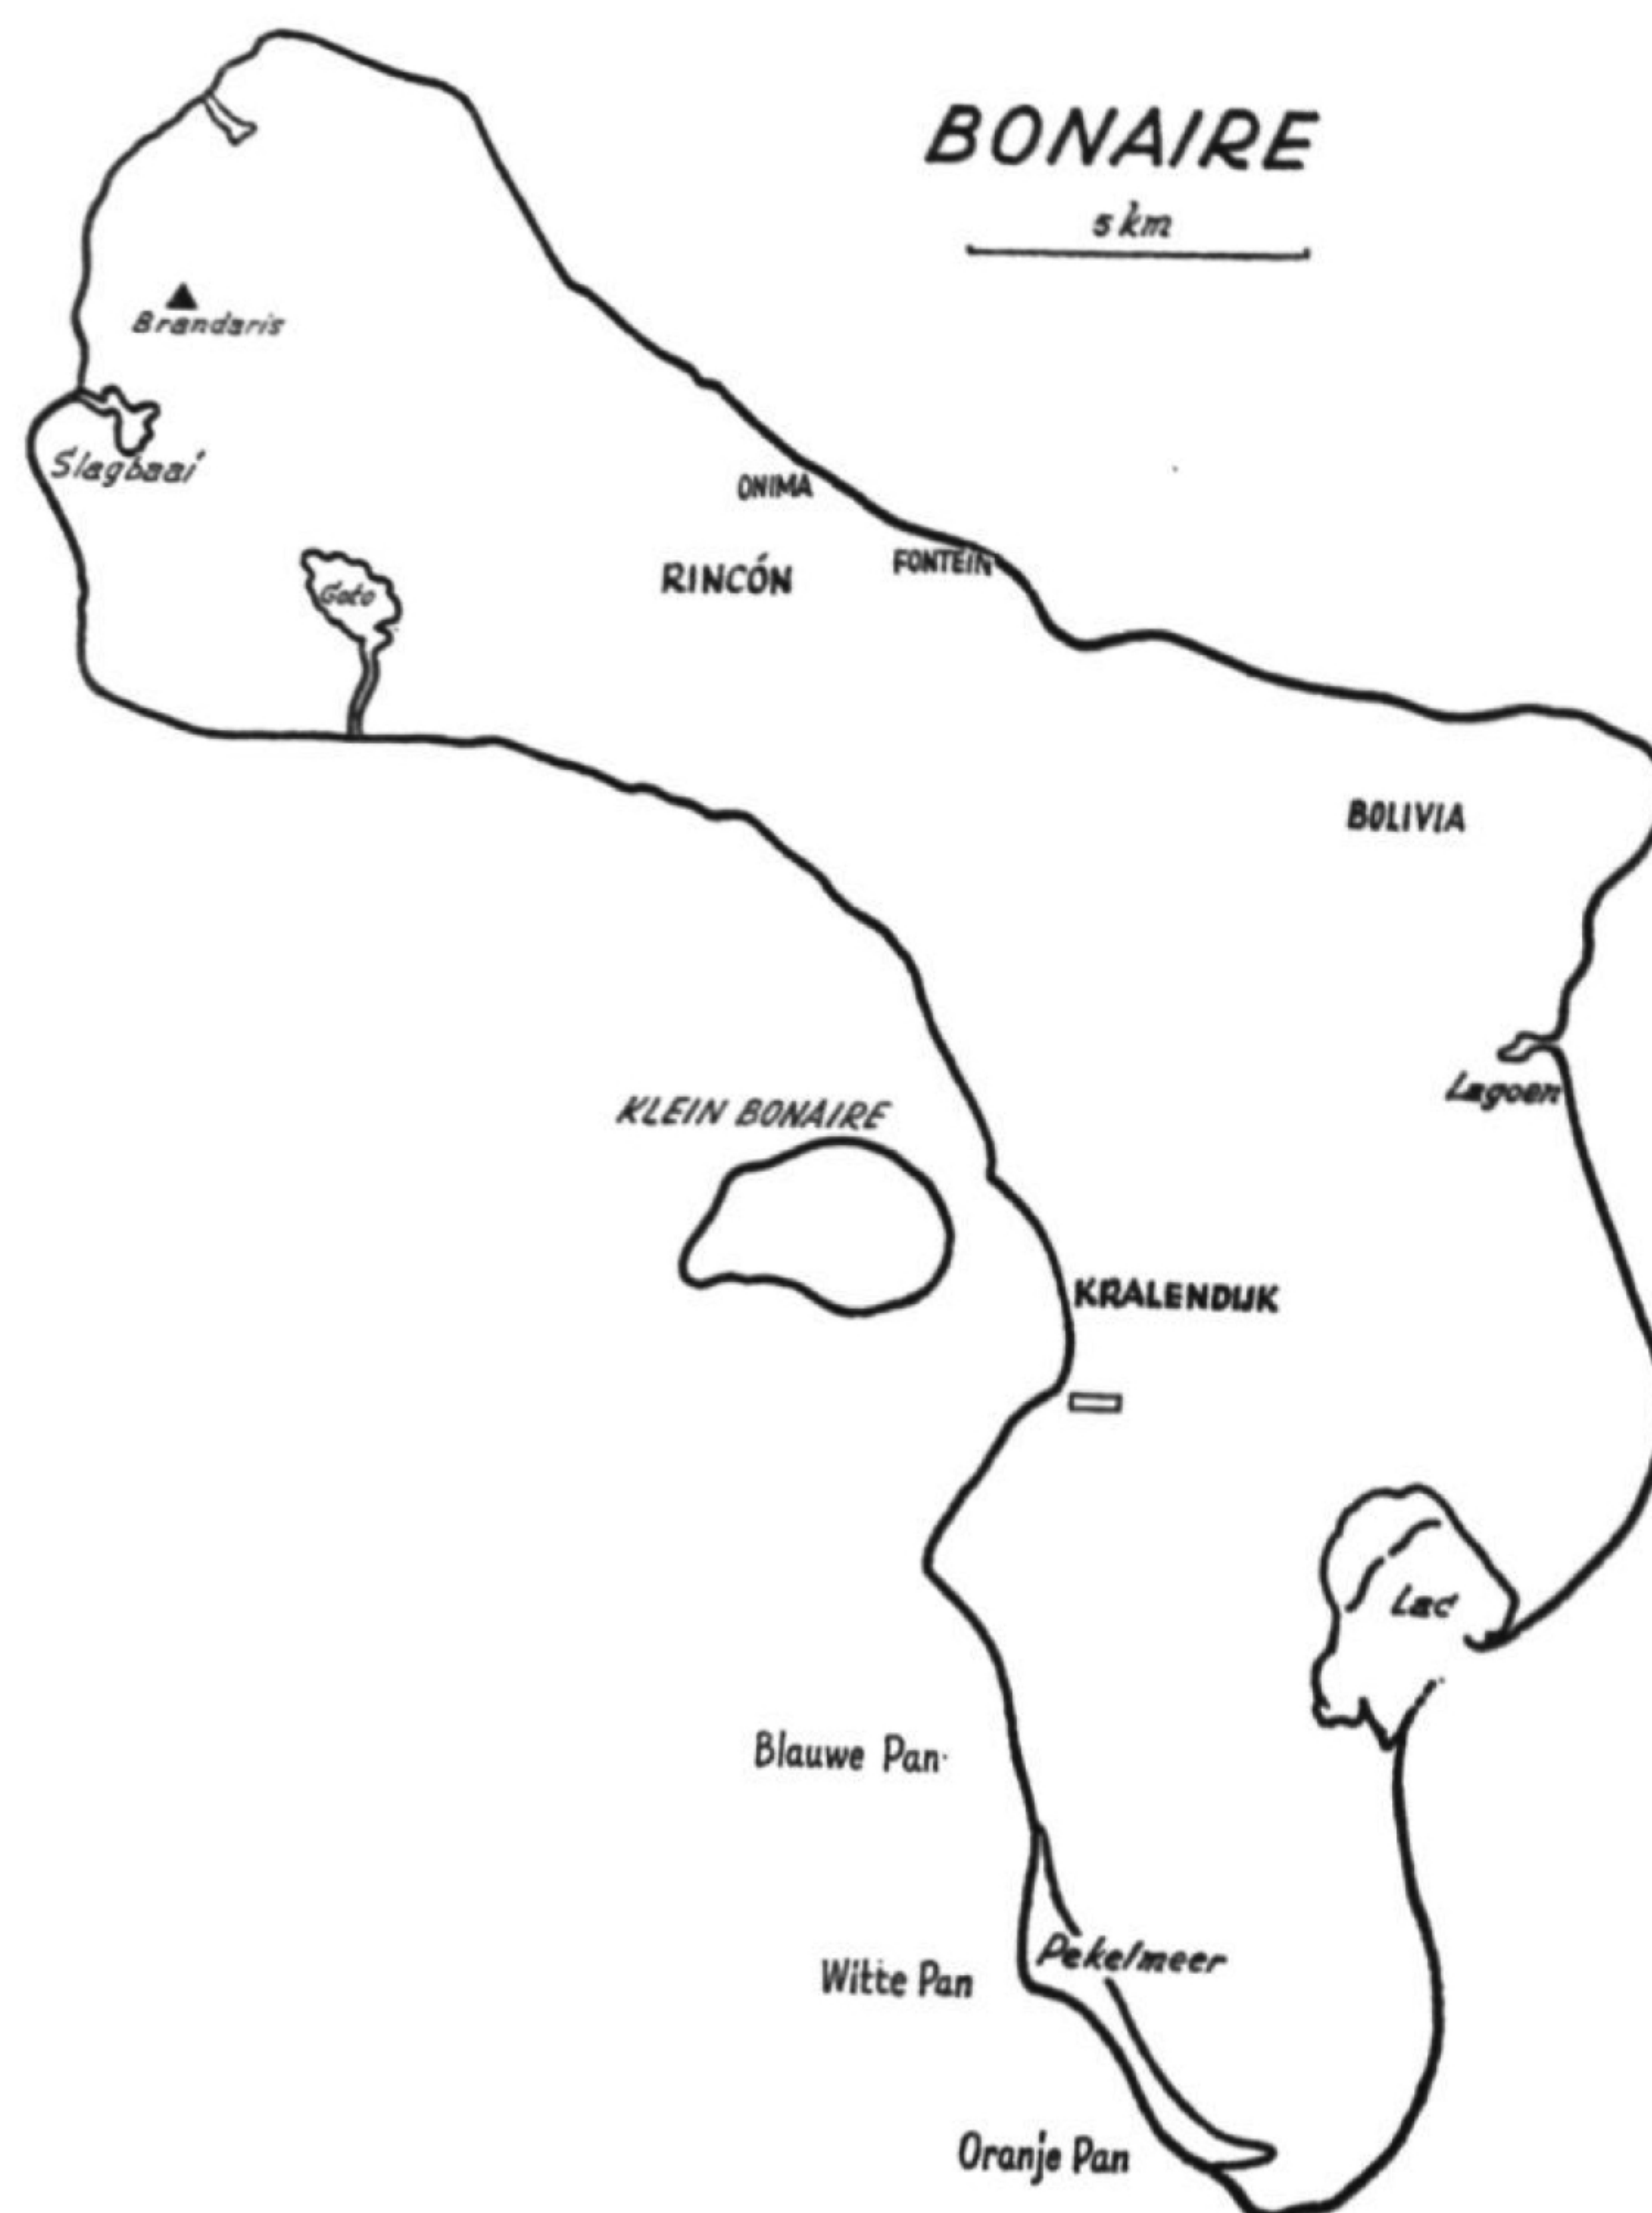 BONAIRE
5 km
Brandaris
Slagbaai
ONIMA
FONTEIN
RINCÓN
Goto
BOLIVIA
Lagoen
KLEIN BONAIRE
KRALENDIJK
Lac
Blauwe Pan
Pekelmeer
Witte Pan
Oranje Pan